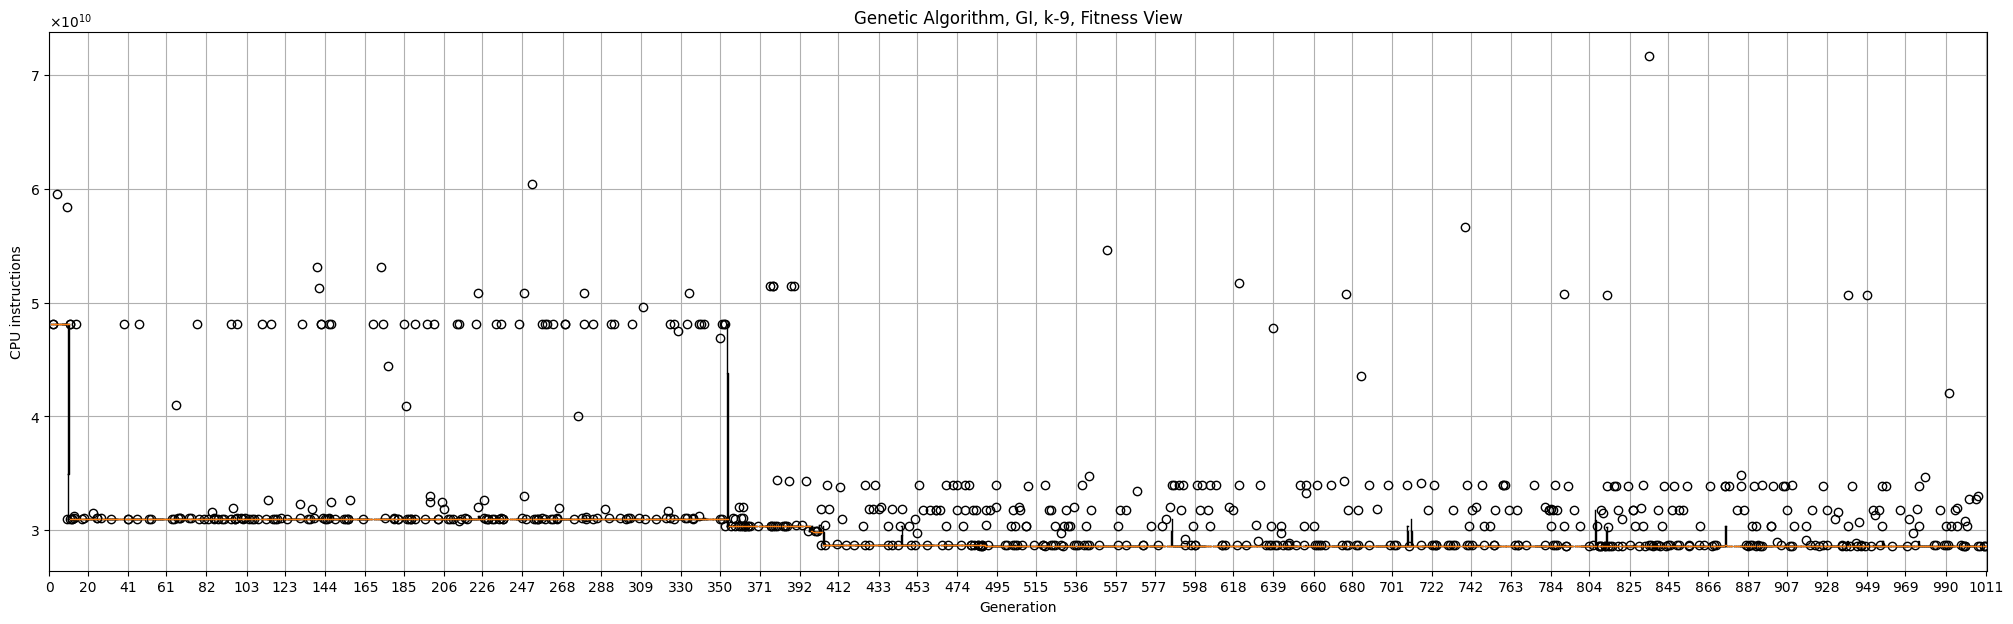 Genetic Algorithm, GI, k-9, Fitness View
×10¹⁰
7
6
5
4
3
CPU instructions
0 20 41 61 82 103 123 144 165 185 206 226 247 268 288 309 330 350 371 392 412 433 453 474 495 515 536 557 577 598 618 639 660 680 701 722 742 763 784 804 825 845 866 887 907 928 949 969 990 1011
Generation